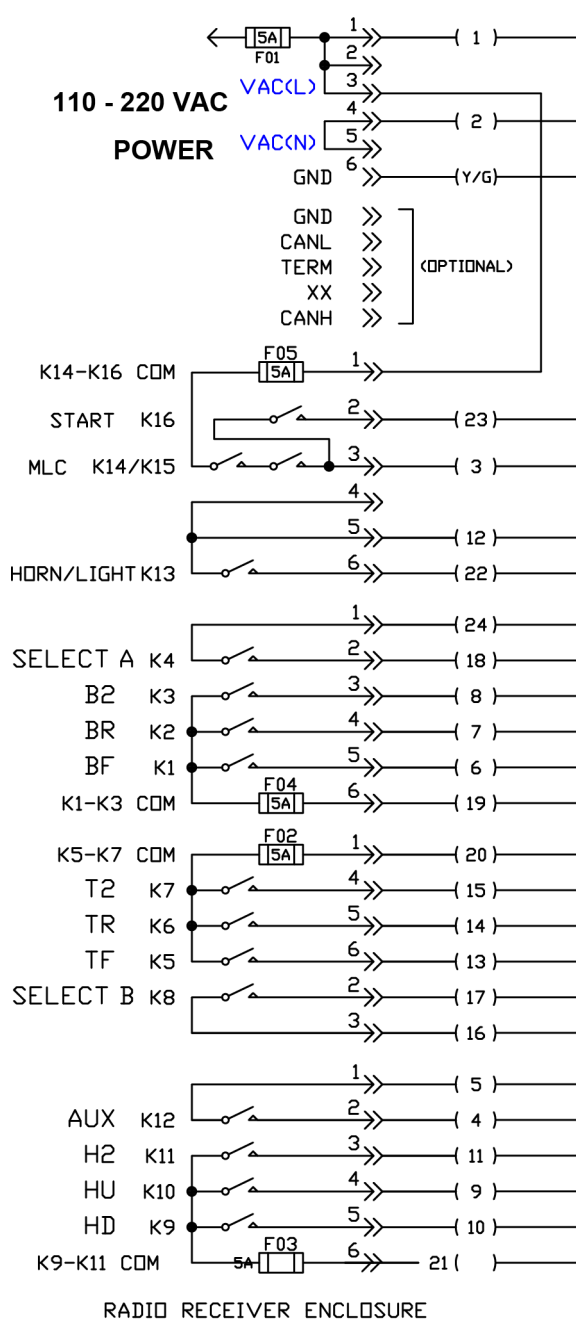 5A 1 ( 1 )
F01 2
VAC(L) 3
110 - 220 VAC
4 ( 2 )
POWER VAC(N) 5
GND 6 (Y/G)
GND
CANL
TERM (OPTIONAL)
XX
CANH
F05
K14-K16 COM 5A 1
START K16 2 (23)
MLC K14/K15 3 ( 3 )
4
5 (12)
HORN/LIGHT K13 6 (22)
1 (24)
SELECT A K4 2 (18)
B2 K3 3 ( 8 )
BR K2 4 ( 7 )
BF K1 5 ( 6 )
F04
K1-K3 COM 5A 6 (19)
F02
K5-K7 COM 5A 1 (20)
T2 K7 4 (15)
TR K6 5 (14)
TF K5 6 (13)
SELECT B K8 2 (17)
3 (16)
1 ( 5 )
AUX K12 2 ( 4 )
H2 K11 3 (11)
HU K10 4 ( 9 )
HD K9 5 (10)
F03
K9-K11 COM 5A 6 21 ( )
RADIO RECEIVER ENCLOSURE